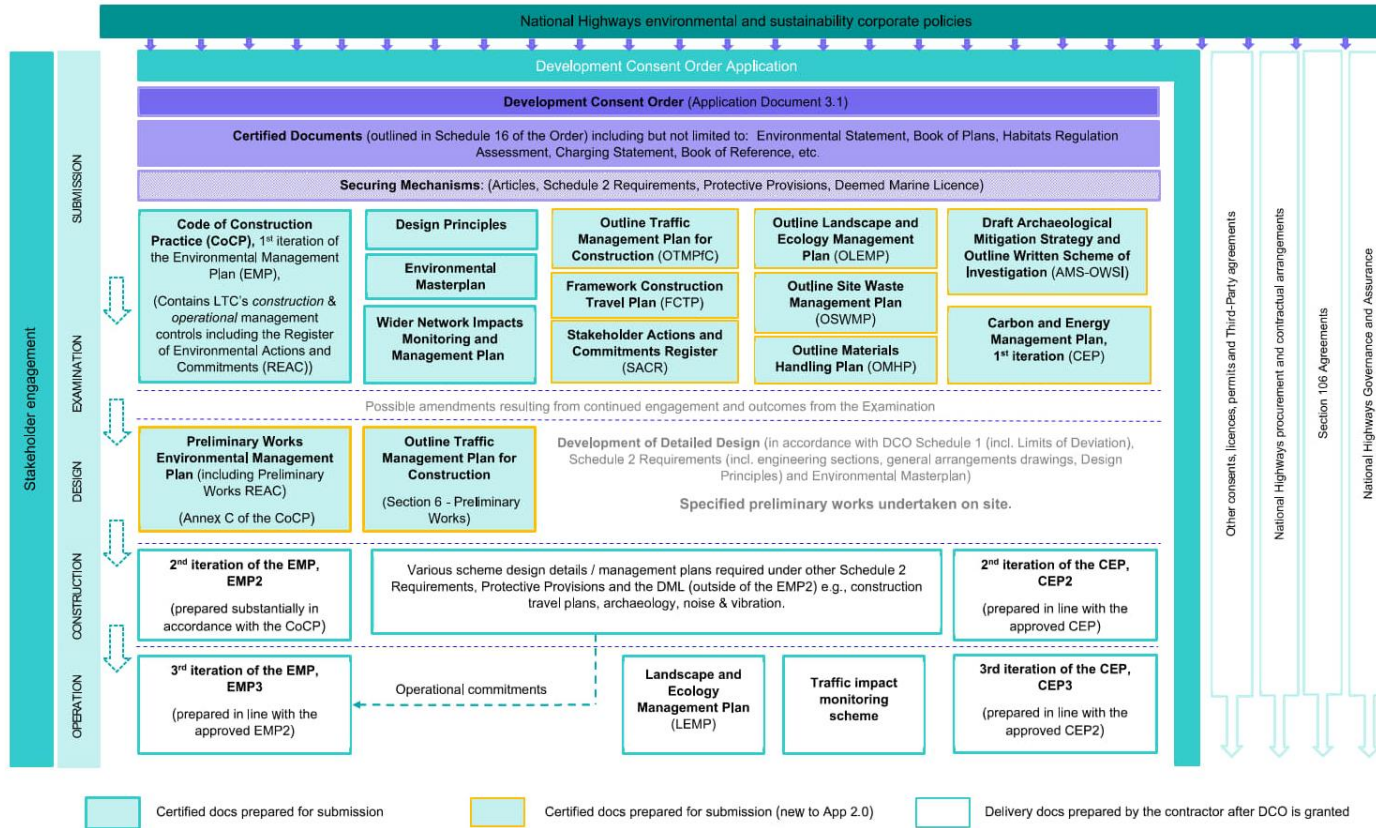 National Highways environmental and sustainability corporate policies
Development Consent Order Application
Development Consent Order (Application Document 3.1)
Certified Documents (outlined in Schedule 16 of the Order) including but not limited to: Environmental Statement, Book of Plans, Habitats Regulation
Assessment, Charging Statement, Book of Reference, etc.
Securing Mechanisms: (Articles, Schedule 2 Requirements, Protective Provisions, Deemed Marine Licence)
Stakeholder engagement
SUBMISSION
EXAMINATION
DESIGN
CONSTRUCTION
OPERATION
Code of Construction
Practice (CoCP), 1st iteration of
the Environmental Management
Plan (EMP),
(Contains LTC's construction &
operational management
controls including the Register
of Environmental Actions and
Commitments (REAC))
Design Principles
Environmental
Masterplan
Wider Network Impacts
Monitoring and
Management Plan
Outline Traffic
Management Plan for
Construction (OTMPfC)
Framework Construction
Travel Plan (FCTP)
Stakeholder Actions and
Commitments Register
(SACR)
Outline Landscape and
Ecology Management
Plan (OLEMP)
Outline Site Waste
Management Plan
(OSWMP)
Outline Materials
Handling Plan (OMHP)
Draft Archaeological
Mitigation Strategy and
Outline Written Scheme of
Investigation (AMS-OWSI)
Carbon and Energy
Management Plan,
1st iteration (CEP)
Possible amendments resulting from continued engagement and outcomes from the Examination
Preliminary Works
Environmental Management
Plan (including Preliminary
Works REAC)
(Annex C of the CoCP)
Outline Traffic
Management Plan for
Construction
(Section 6 - Preliminary
Works)
Development of Detailed Design (in accordance with DCO Schedule 1 (incl. Limits of Deviation),
Schedule 2 Requirements (incl. engineering sections, general arrangements drawings, Design
Principles) and Environmental Masterplan)
Specified preliminary works undertaken on site.
2nd iteration of the EMP,
EMP2
(prepared substantially in
accordance with the CoCP)
Various scheme design details / management plans required under other Schedule 2
Requirements, Protective Provisions and the DML (outside of the EMP2) e.g., construction
travel plans, archaeology, noise & vibration.
2nd iteration of the CEP,
CEP2
(prepared in line with the
approved CEP)
3rd iteration of the EMP,
EMP3
(prepared in line with the
approved EMP2)
Operational commitments
Landscape and
Ecology
Management Plan
(LEMP)
Traffic impact
monitoring
scheme
3rd iteration of the CEP,
CEP3
(prepared in line with the
approved CEP2)
Other consents, licences, permits and Third-Party agreements
National Highways procurement and contractual arrangements
Section 106 Agreements
National Highways Governance and Assurance
Certified docs prepared for submission
Certified docs prepared for submission (new to App 2.0)
Delivery docs prepared by the contractor after DCO is granted